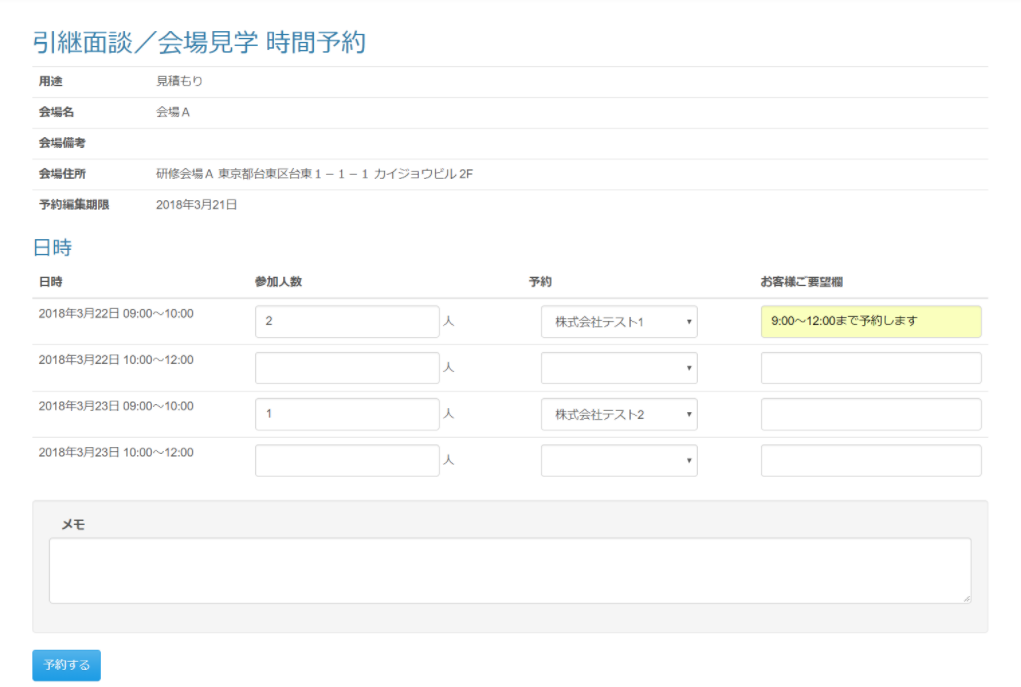 引継面談／会場見学 時間予約
用途 見積もり
会場名 会場Ａ
会場備考
会場住所 研修会場Ａ 東京都台東区台東１－１－１ カイジョウビル2F
予約編集期限 2018年3月21日
日時
日時 参加人数 予約 お客様ご要望欄
2018年3月22日 09:00～10:00 2 人 株式会社テスト1 9:00～12:00まで予約します
2018年3月22日 10:00～12:00 人
2018年3月23日 09:00～10:00 1 人 株式会社テスト2
2018年3月23日 10:00～12:00 人
メモ
予約する